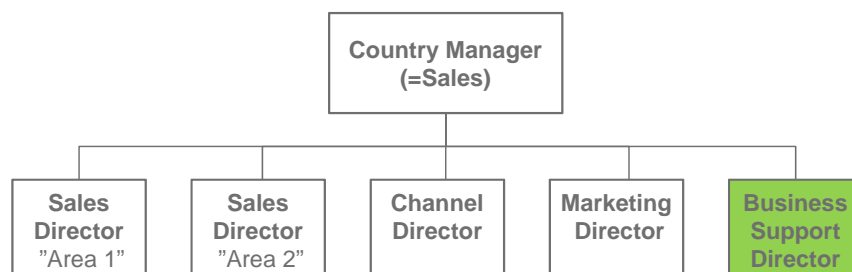 Country Manager
(=Sales)
Sales
Director
”Area 1”
Sales
Director
”Area 2”
Channel
Director
Marketing
Director
Business
Support
Director